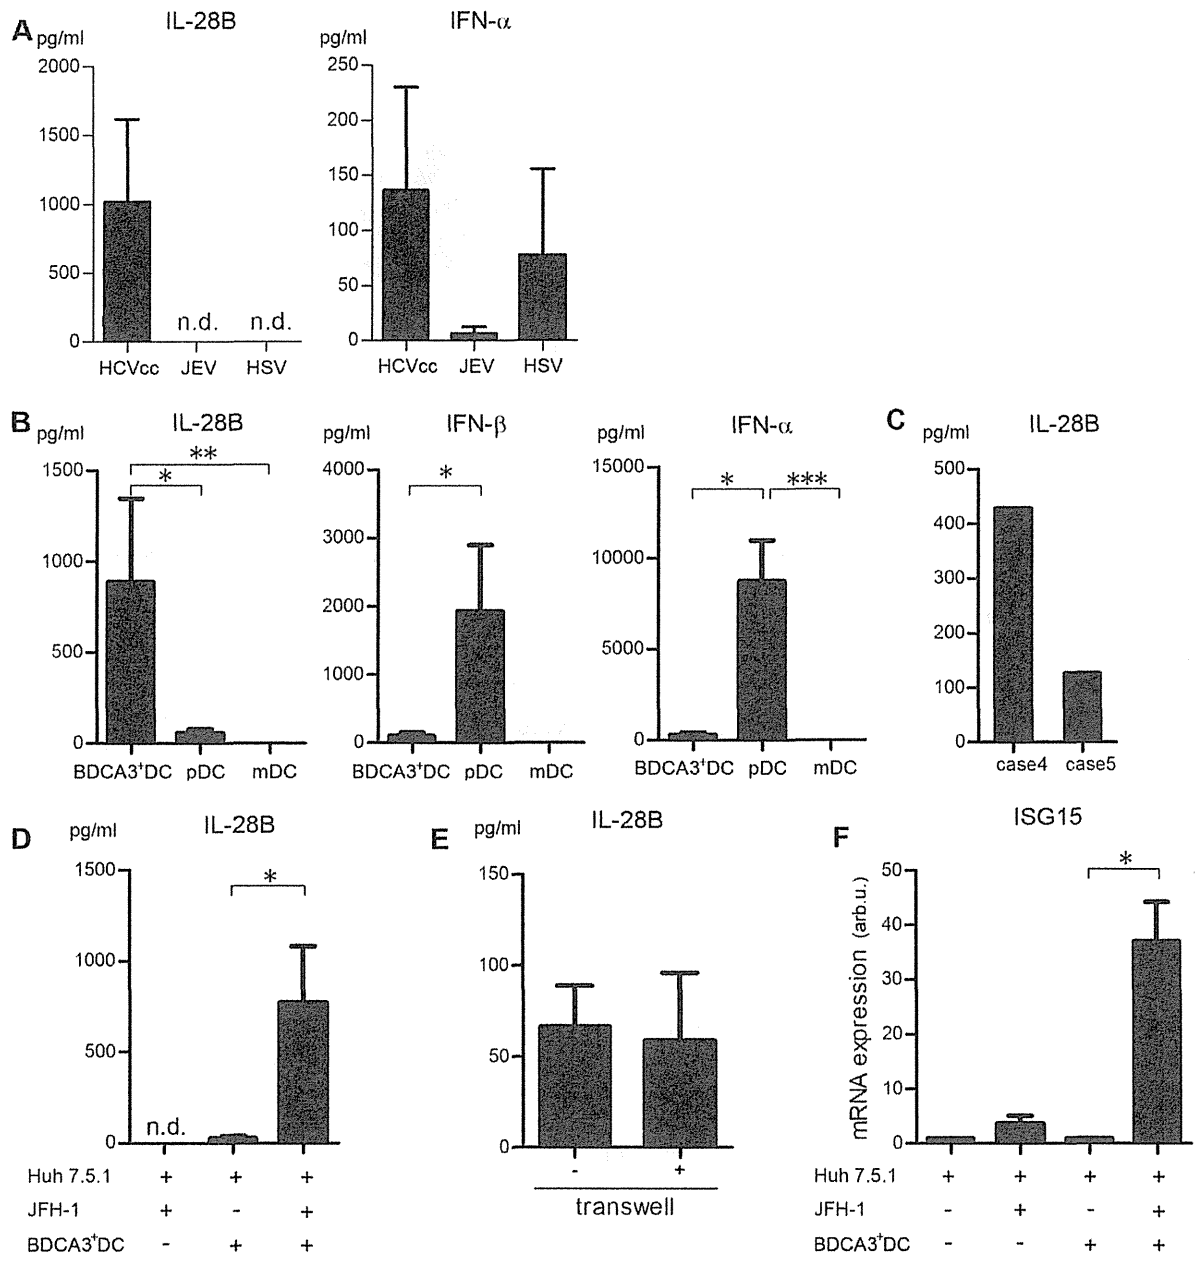 A
IL-28B
pg/ml
2000
1500
1000
500
0
n.d.
n.d.
HCVcc JEV HSV
IFN-α
pg/ml
250
200
150
100
50
0
HCVcc JEV HSV
B
IL-28B
pg/ml
**
*
1500
1000
500
0
BDCA3⁺DC pDC mDC
IFN-β
pg/ml
*
4000
3000
2000
1000
0
BDCA3⁺DC pDC mDC
IFN-α
pg/ml
* ***
15000
10000
5000
0
BDCA3⁺DC pDC mDC
C
IL-28B
pg/ml
500
400
300
200
100
0
case4 case5
D
IL-28B
pg/ml
*
1500
1000
500
0
n.d.
Huh 7.5.1 + + +
JFH-1 + - +
BDCA3⁺DC - + +
E
IL-28B
pg/ml
150
100
50
0
- +
transwell
F
ISG15
*
mRNA expression (arb.u.)
50
40
30
20
10
0
Huh 7.5.1 + + + +
JFH-1 - + - +
BDCA3⁺DC - - + +